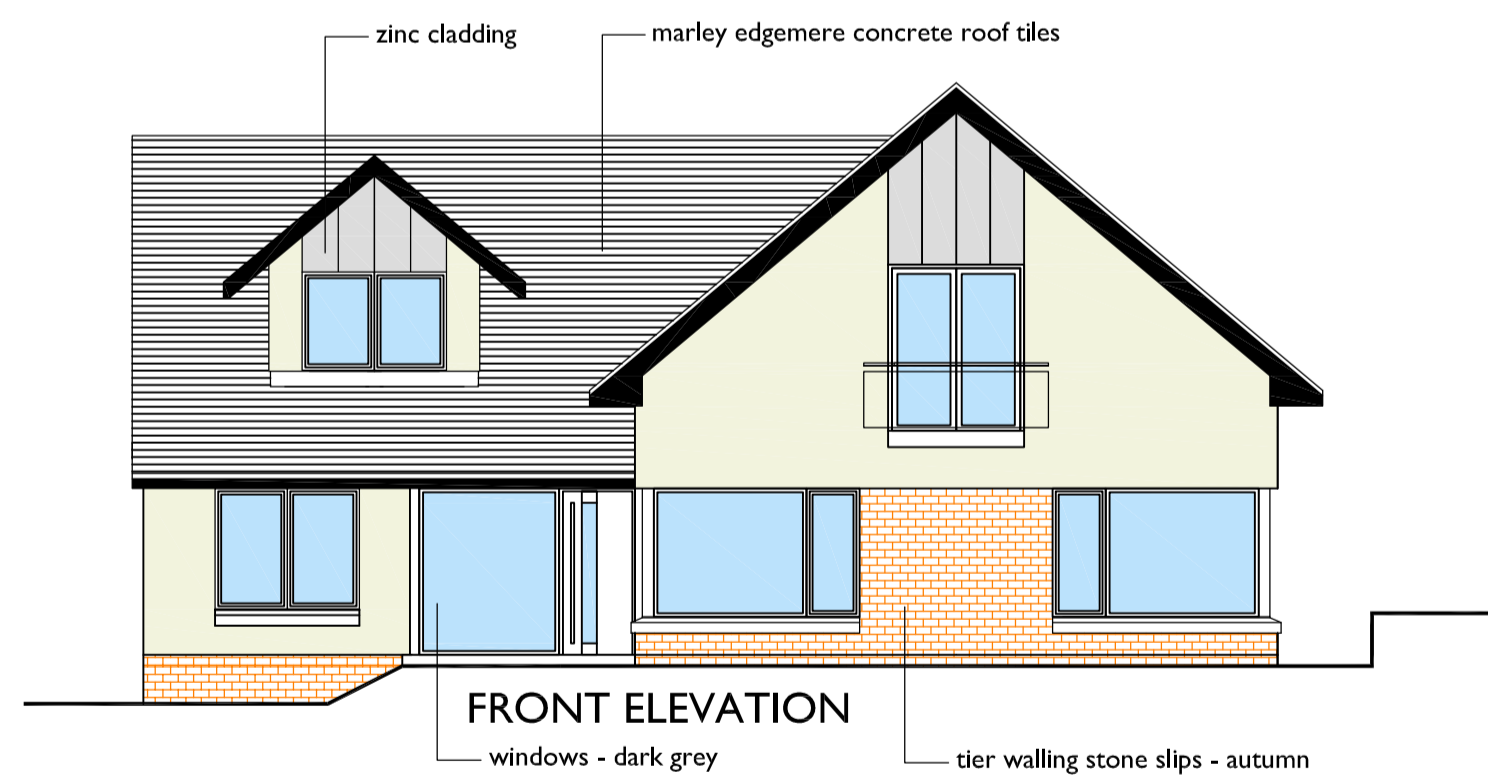 zinc cladding
marley edgemere concrete roof tiles
FRONT ELEVATION
windows - dark grey
tier walling stone slips - autumn